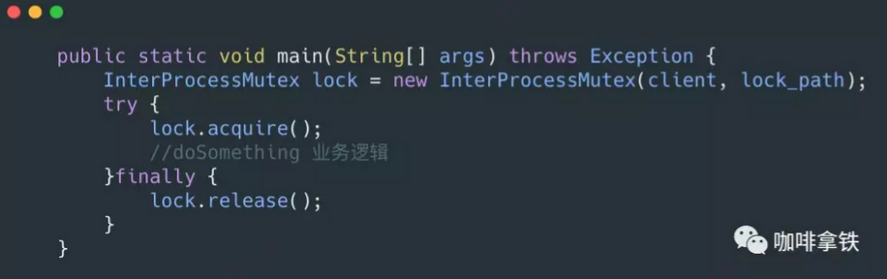 public static void main(String[] args) throws Exception {
    InterProcessMutex lock = new InterProcessMutex(client, lock_path);
    try {
        lock.acquire();
        //doSomething 业务逻辑
    }finally {
        lock.release();
    }
}
咖啡拿铁